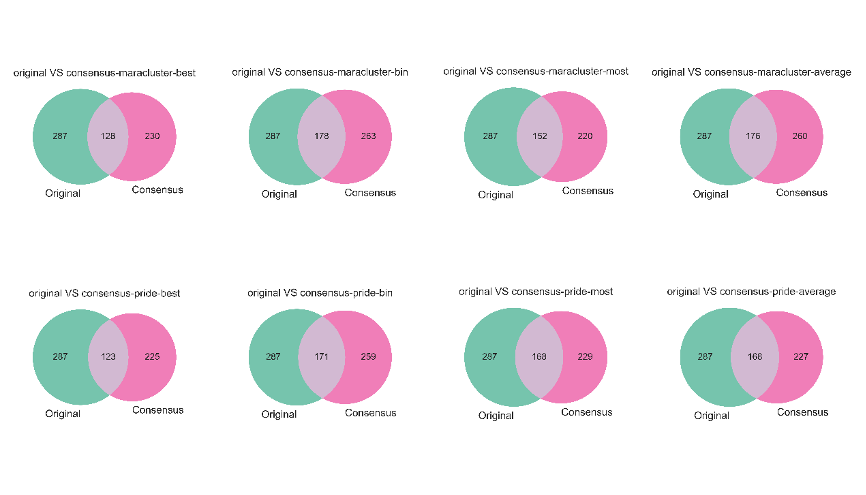 original VS consensus-maracluster-best
287 128 230
Original Consensus
original VS consensus-maracluster-bin
287 178 263
Original Consensus
original VS consensus-maracluster-most
287 152 220
Original Consensus
original VS consensus-maracluster-average
287 176 260
Original Consensus
original VS consensus-pride-best
287 123 225
Original Consensus
original VS consensus-pride-bin
287 171 259
Original Consensus
original VS consensus-pride-most
287 168 229
Original Consensus
original VS consensus-pride-average
287 168 227
Original Consensus